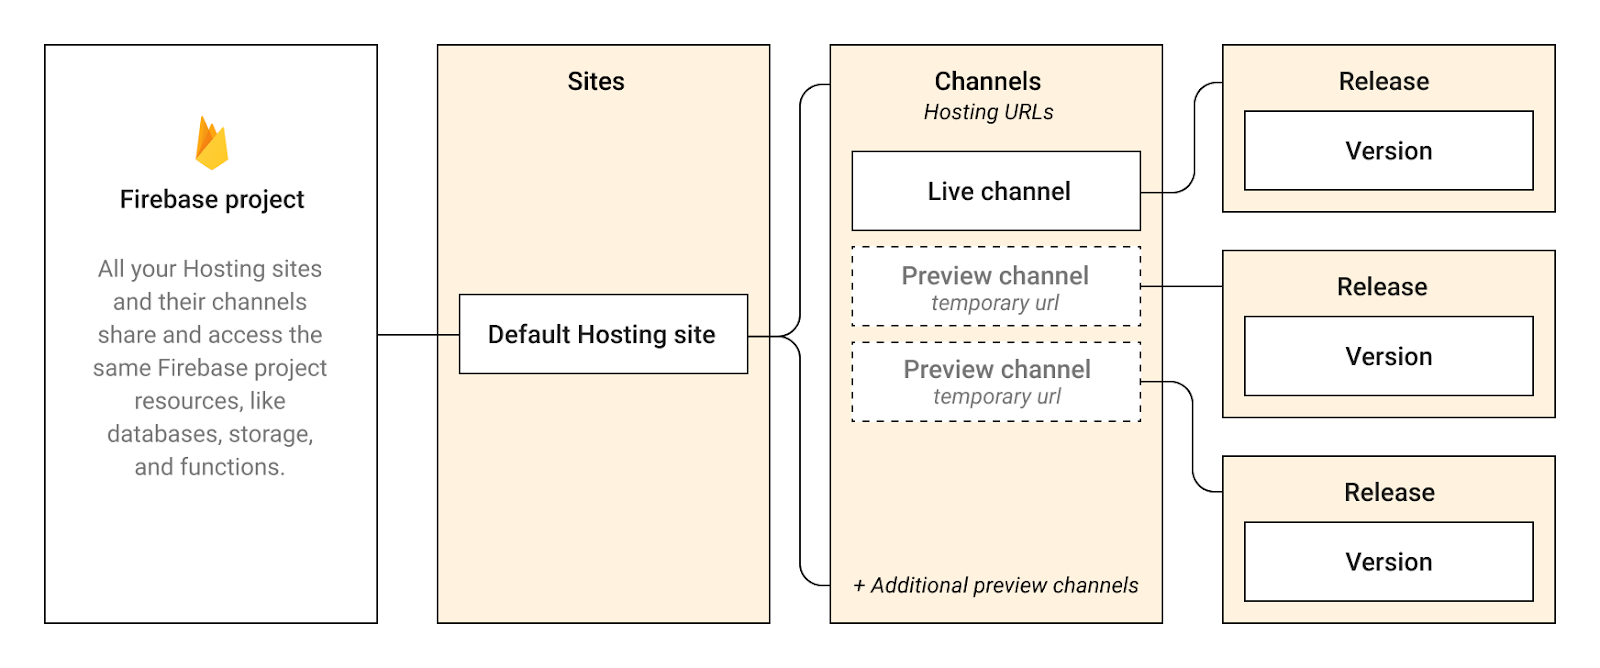 Firebase project
All your Hosting sites
and their channels
share and access the
same Firebase project
resources, like
databases, storage,
and functions.
Sites
Default Hosting site
Channels
Hosting URLs
Live channel
Preview channel
temporary url
Preview channel
temporary url
+ Additional preview channels
Release
Version
Release
Version
Release
Version